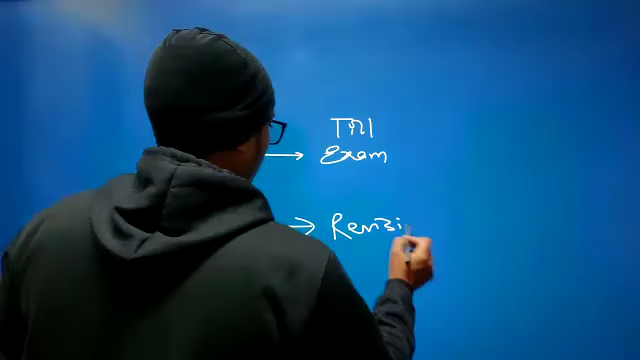 Till
→ Exam
→ Revisi